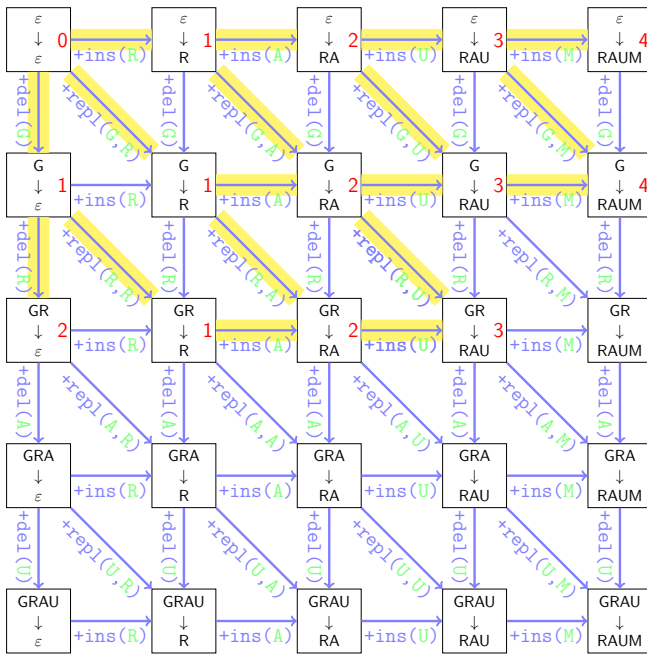 ε ↓ ε 0 +ins(R) ε ↓ R 1 +ins(A) ε ↓ RA 2 +ins(U) ε ↓ RAU 3 +ins(M) ε ↓ RAUM 4
+del(G) +repl(G,R) +del(G) +repl(G,A) +del(G) +repl(G,U) +del(G) +repl(G,M) +del(G)
G ↓ ε 1 +ins(R) G ↓ R 1 +ins(A) G ↓ RA 2 +ins(U) G ↓ RAU 3 +ins(M) G ↓ RAUM 4
+del(R) +repl(R,R) +del(R) +repl(R,A) +del(R) +repl(R,U) +del(R) +repl(R,M) +del(R)
GR ↓ ε 2 +ins(R) GR ↓ R 1 +ins(A) GR ↓ RA 2 +ins(U) GR ↓ RAU 3 +ins(M) GR ↓ RAUM
+del(A) +repl(A,R) +del(A) +repl(A,A) +del(A) +repl(A,U) +del(A) +repl(A,M) +del(A)
GRA ↓ ε +ins(R) GRA ↓ R +ins(A) GRA ↓ RA +ins(U) GRA ↓ RAU +ins(M) GRA ↓ RAUM
+del(U) +repl(U,R) +del(U) +repl(U,A) +del(U) +repl(U,U) +del(U) +repl(U,M) +del(U)
GRAU ↓ ε +ins(R) GRAU ↓ R +ins(A) GRAU ↓ RA +ins(U) GRAU ↓ RAU +ins(M) GRAU ↓ RAUM